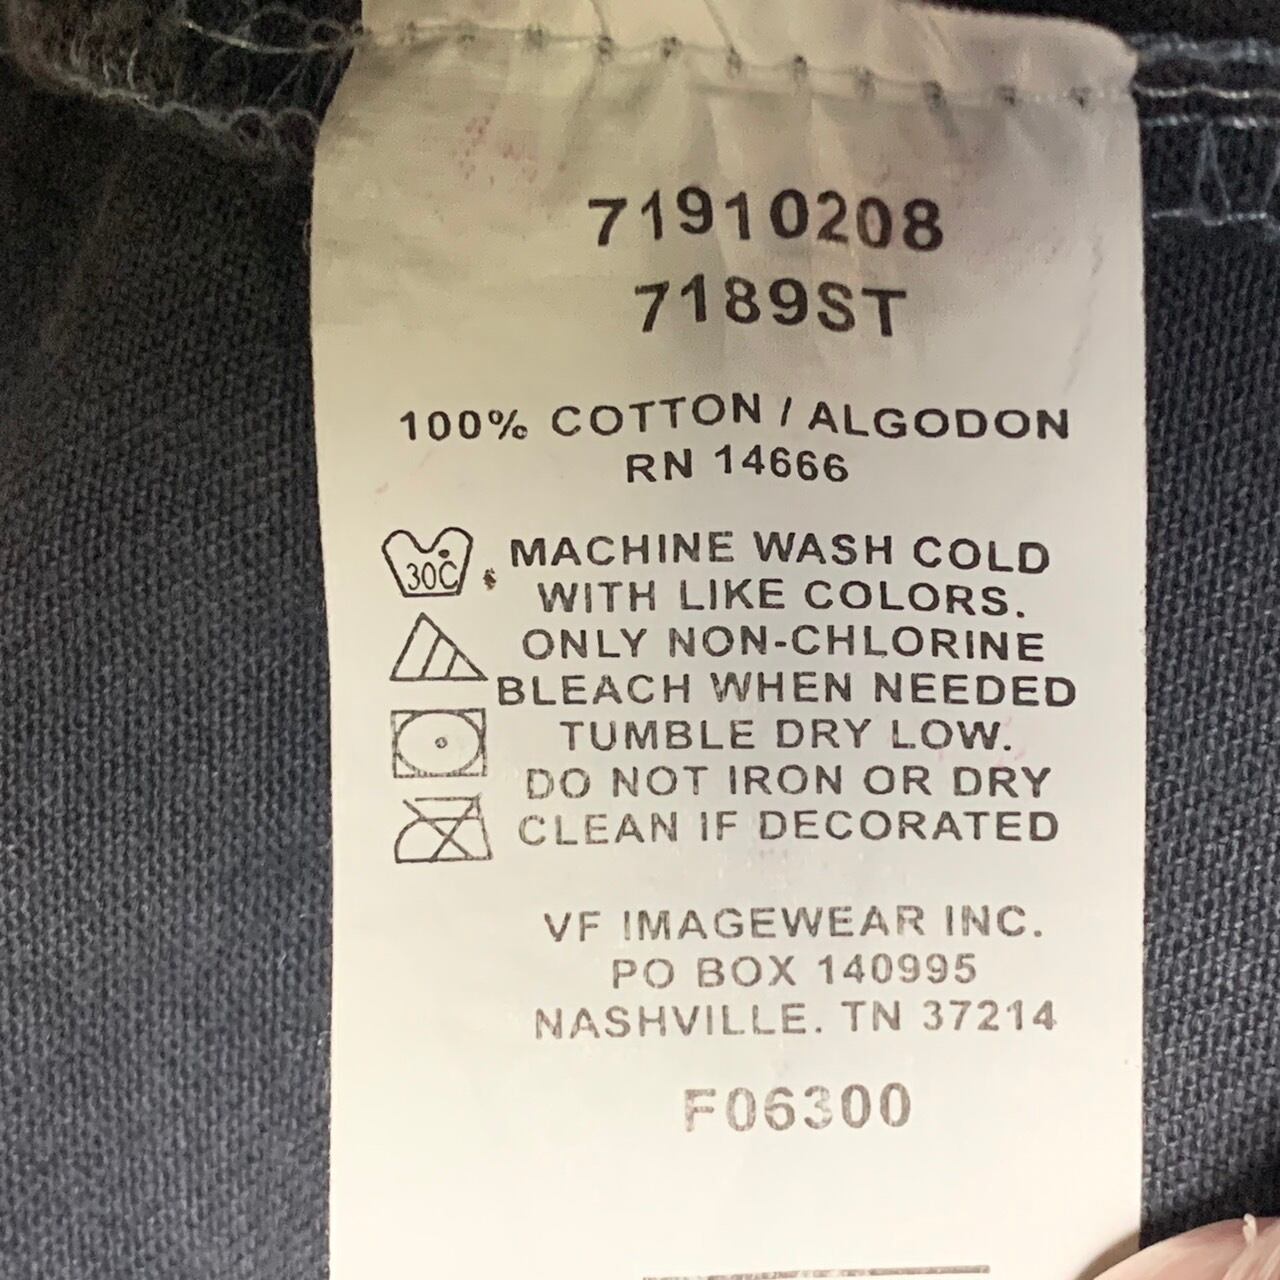 71910208
7189ST
100% COTTON / ALGODON
RN 14666
30C
MACHINE WASH COLD
WITH LIKE COLORS.
ONLY NON-CHLORINE
BLEACH WHEN NEEDED
TUMBLE DRY LOW.
DO NOT IRON OR DRY
CLEAN IF DECORATED
VF IMAGEWEAR INC.
PO BOX 140995
NASHVILLE. TN 37214
F06300